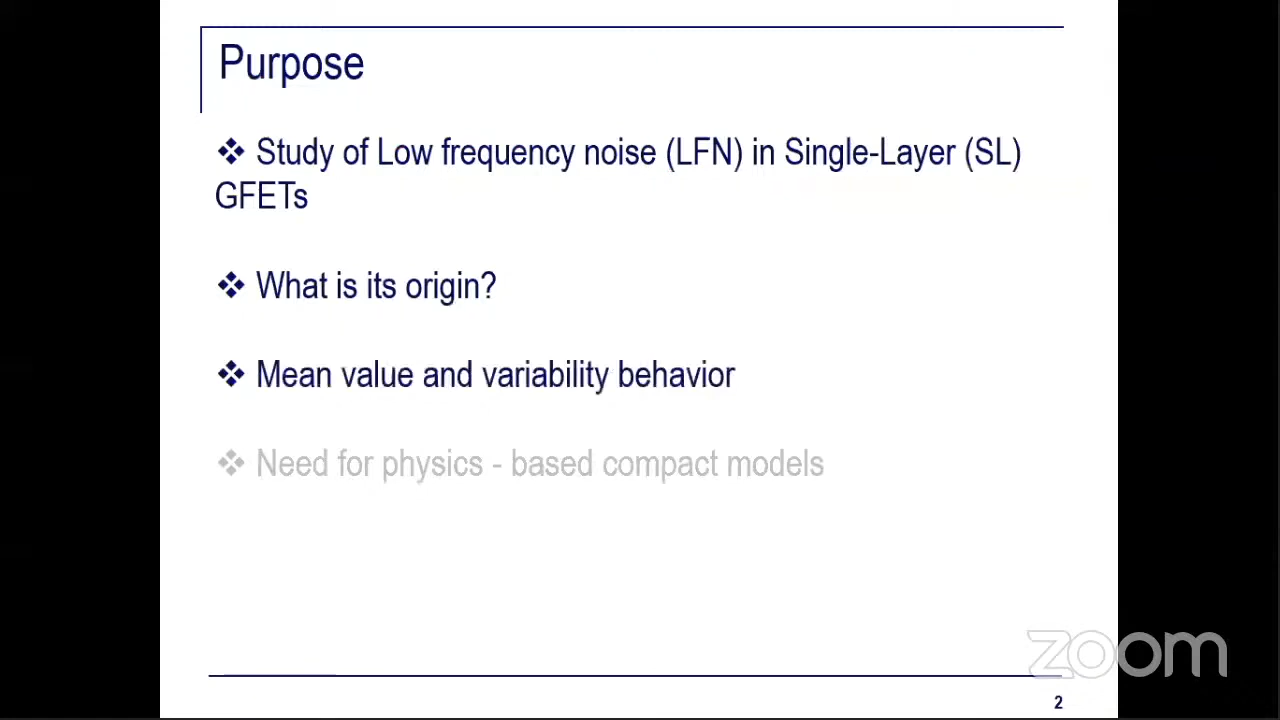 Purpose
❖ Study of Low frequency noise (LFN) in Single-Layer (SL)
GFETs
❖ What is its origin?
❖ Mean value and variability behavior
❖ Need for physics - based compact models
zoom
2